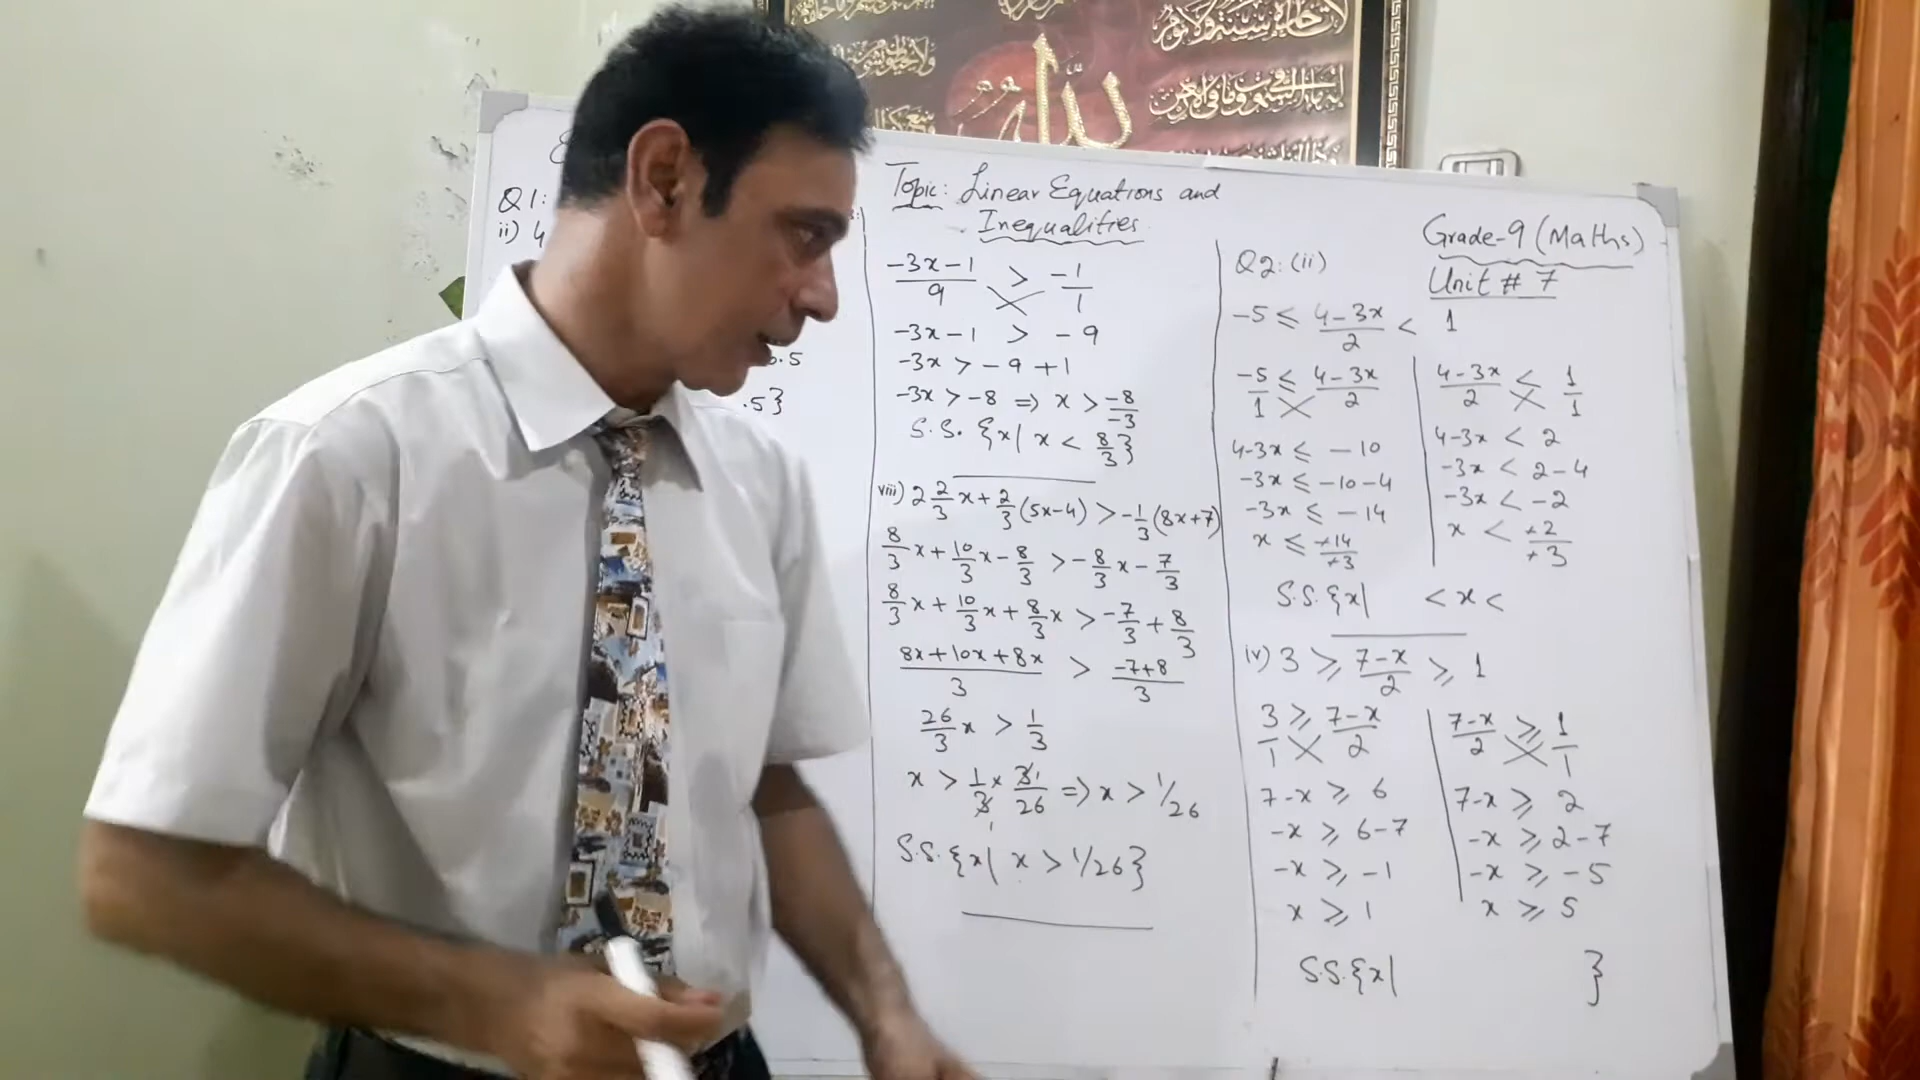 الله
Topic: Linear Equations and
Inequalities
Grade-9 (Maths)
Unit # 7
Q1:
ii) 4
.5
.5}
(-3x-1)/9 > -1/1
-3x-1 > -9
-3x > -9+1
-3x > -8 ⇒ x > -8/-3
S.S. {x| x < 8/3}
viii) 2 2/3 x + 2/3 (5x-4) > -1/3 (8x+7)
8/3 x + 10/3 x - 8/3 > -8/3 x - 7/3
8/3 x + 10/3 x + 8/3 x > -7/3 + 8/3
(8x+10x+8x)/3 > (-7+8)/3
26/3 x > 1/3
x > 1/3 × 3/26 ⇒ x > 1/26
S.S. {x| x > 1/26}
Q2: (ii)
-5 ≤ (4-3x)/2 < 1
-5/1 ≤ (4-3x)/2
4-3x ≤ -10
-3x ≤ -10-4
-3x ≤ -14
x ≤ +14/+3
(4-3x)/2 < 1/1
4-3x < 2
-3x < 2-4
-3x < -2
x < +2/+3
S.S. {x| < x <
iv) 3 ≥ (7-x)/2 ≥ 1
3/1 ≥ (7-x)/2
7-x ≥ 6
-x ≥ 6-7
-x ≥ -1
x ≥ 1
(7-x)/2 ≥ 1/1
7-x ≥ 2
-x ≥ 2-7
-x ≥ -5
x ≥ 5
S.S. {x| }